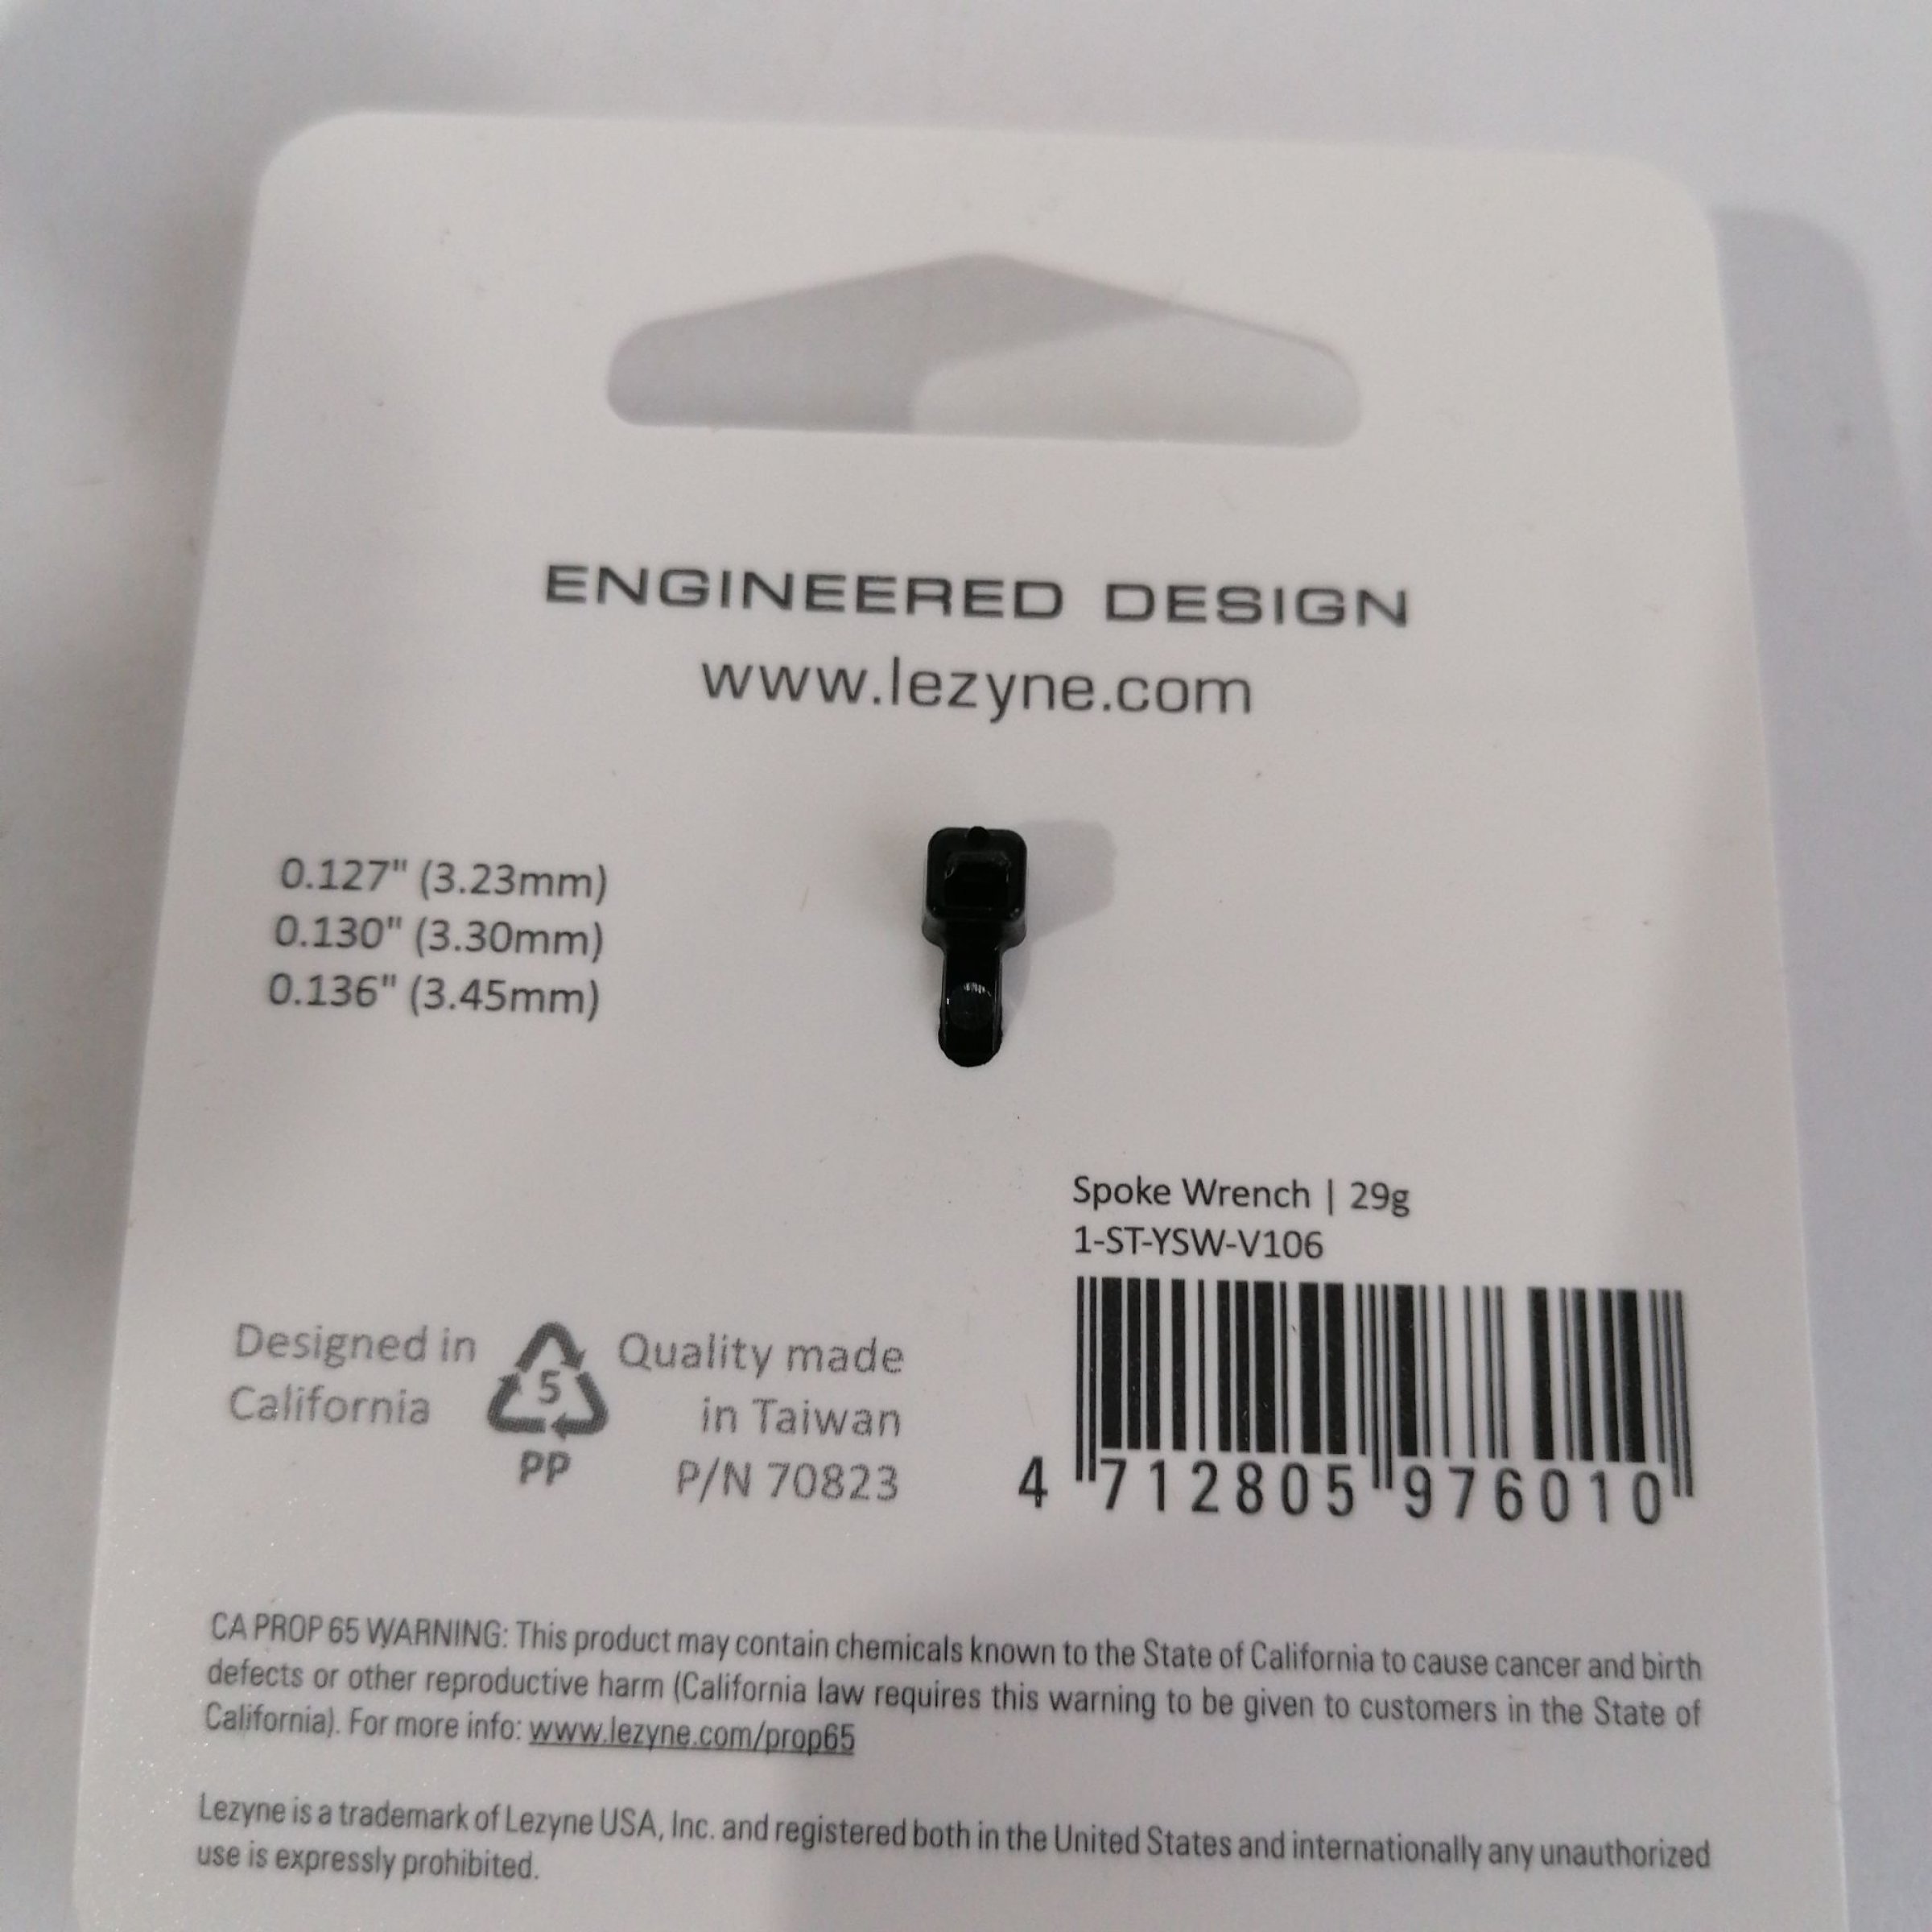 ENGINEERED DESIGN
www.lezyne.com
0.127" (3.23mm)
0.130" (3.30mm)
0.136" (3.45mm)
Spoke Wrench | 29g
1-ST-YSW-V106
Designed in
California
5
PP
Quality made
in Taiwan
P/N 70823
4 712805 976010
CA PROP 65 WARNING: This product may contain chemicals known to the State of California to cause cancer and birth
defects or other reproductive harm (California law requires this warning to be given to customers in the State of
California). For more info: www.lezyne.com/prop65
Lezyne is a trademark of Lezyne USA, Inc. and registered both in the United States and internationally any unauthorized
use is expressly prohibited.